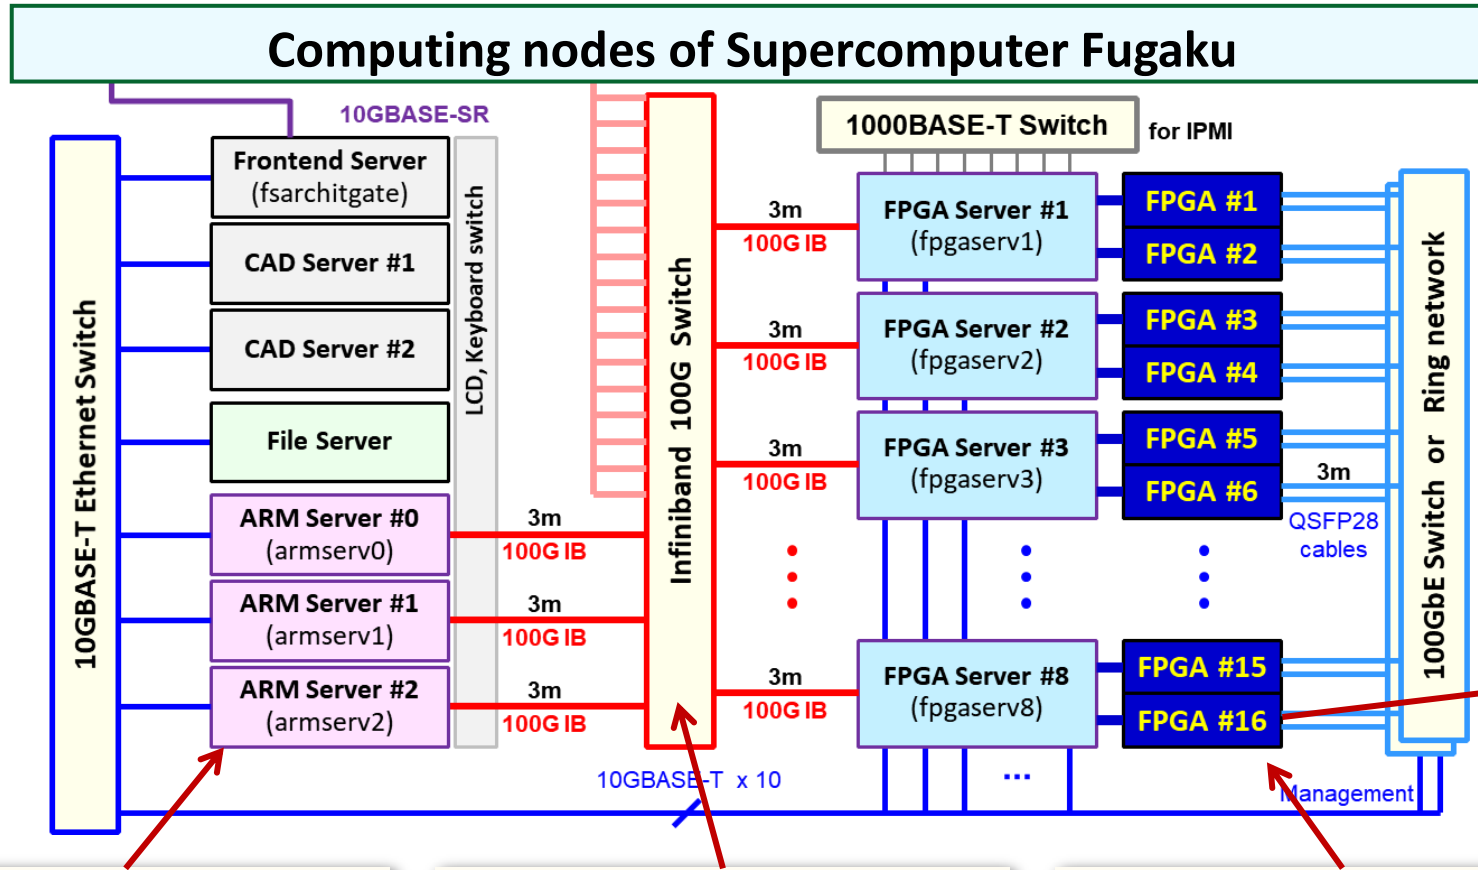 Computing nodes of Supercomputer Fugaku
10GBASE-SR
10GBASE-T Ethernet Switch
Frontend Server
(fsarchitgate)
CAD Server #1
CAD Server #2
File Server
ARM Server #0
(armserv0)
ARM Server #1
(armserv1)
ARM Server #2
(armserv2)
LCD, Keyboard switch
3m
100G IB
3m
100G IB
3m
100G IB
Infiniband 100G Switch
1000BASE-T Switch
for IPMI
3m
100G IB
3m
100G IB
3m
100G IB
3m
100G IB
FPGA Server #1
(fpgaserv1)
FPGA Server #2
(fpgaserv2)
FPGA Server #3
(fpgaserv3)
FPGA Server #8
(fpgaserv8)
...
FPGA #1
FPGA #2
FPGA #3
FPGA #4
FPGA #5
FPGA #6
FPGA #15
FPGA #16
3m
QSFP28
cables
100GbE Switch or Ring network
10GBASE-T x 10
Management